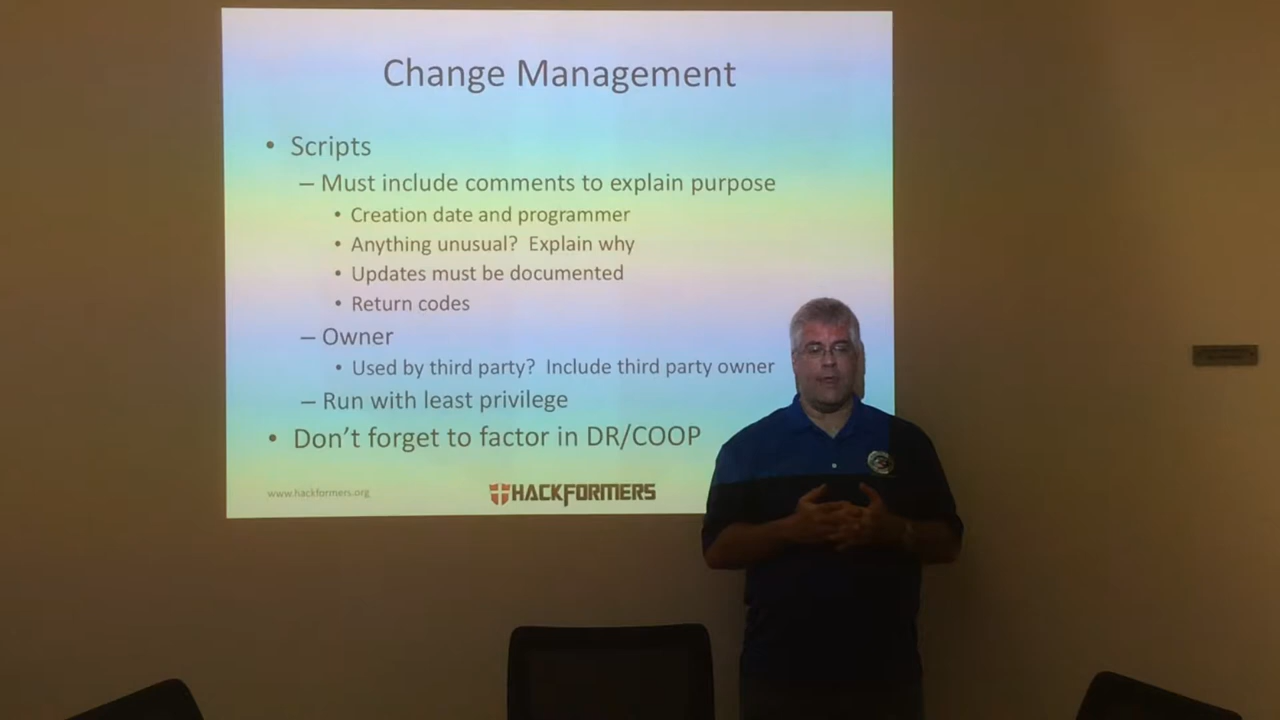 Change Management
• Scripts
– Must include comments to explain purpose
• Creation date and programmer
• Anything unusual? Explain why
• Updates must be documented
• Return codes
– Owner
• Used by third party? Include third party owner
– Run with least privilege
• Don't forget to factor in DR/COOP
www.hackformers.org
HACKFORMERS